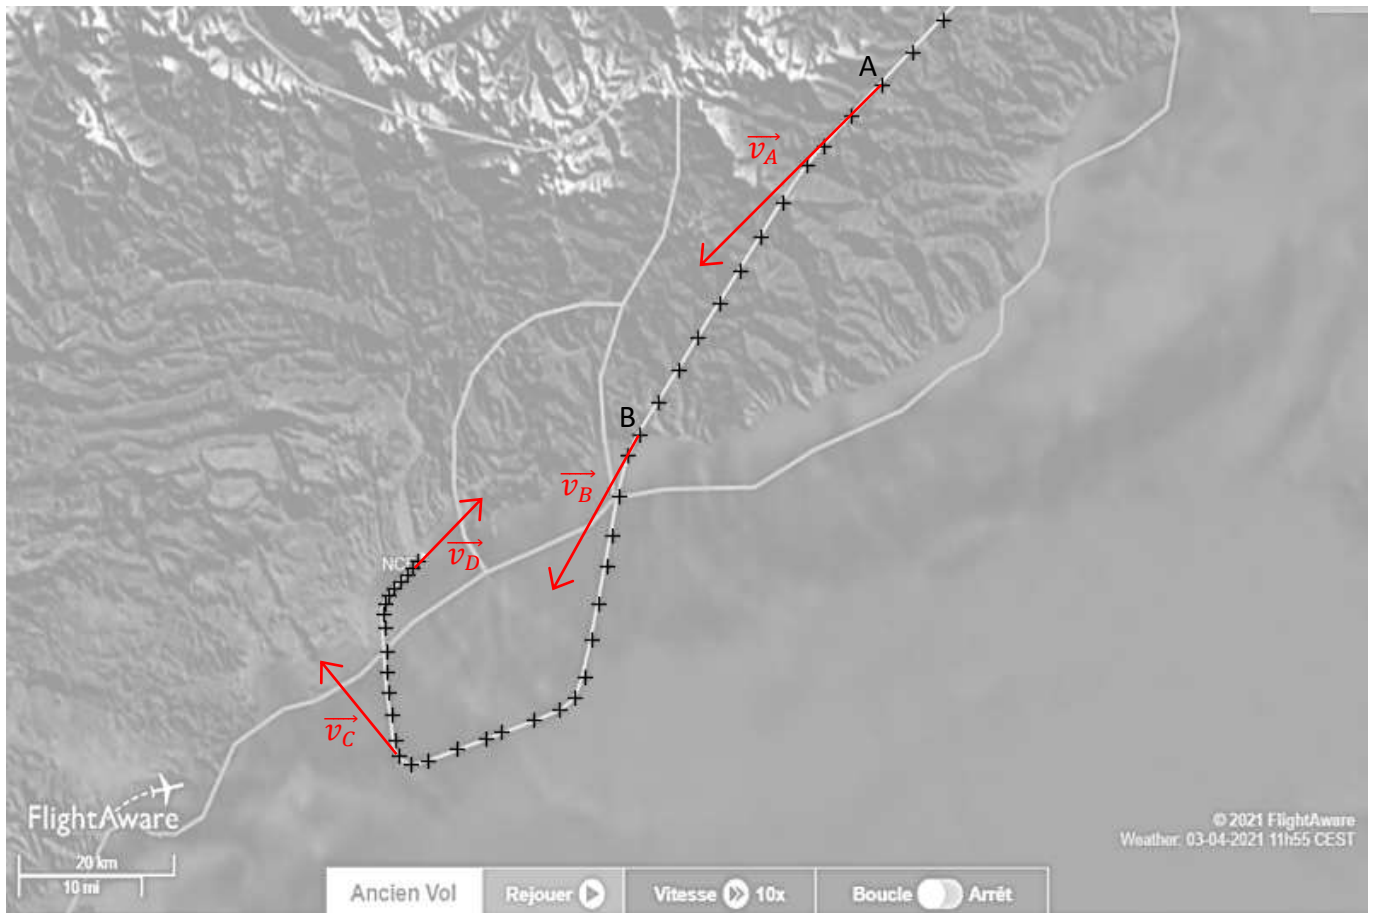 A
v_A
B
v_B
v_D
NCE
v_C
FlightAware
20 km
10 mi
© 2021 FlightAware
Weather: 03-04-2021 11h55 CEST
Ancien Vol
Rejouer
Vitesse
10x
Boucle
Arrêt